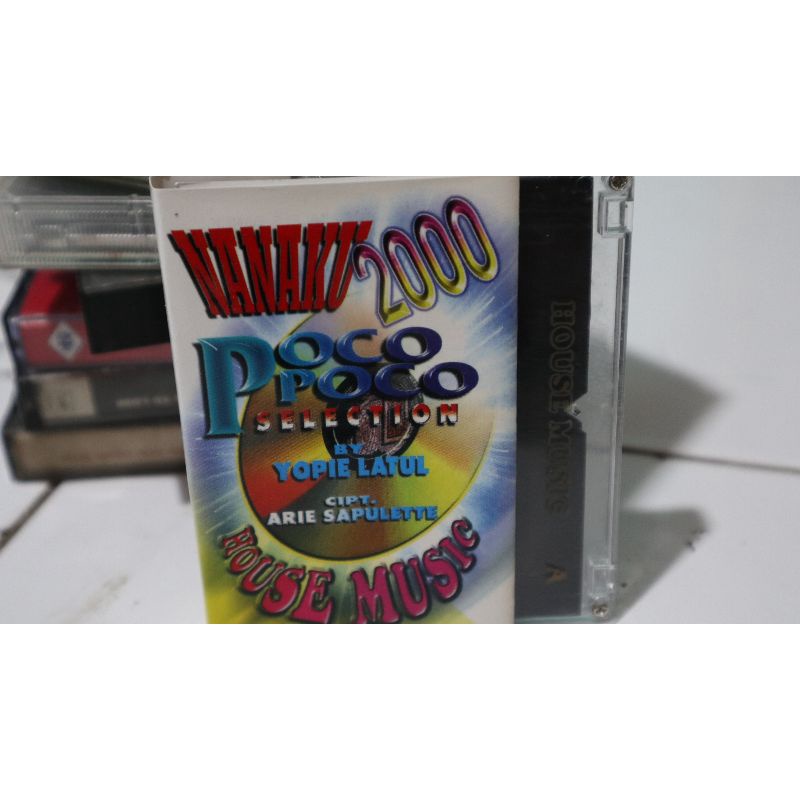 NANAKU 2000
POCO
POCO
SELECTION
BY
YOPIE LATUL
CIPT.
ARIE SAPULETTE
HOUSE MUSIC
HOUSE MUSIC A